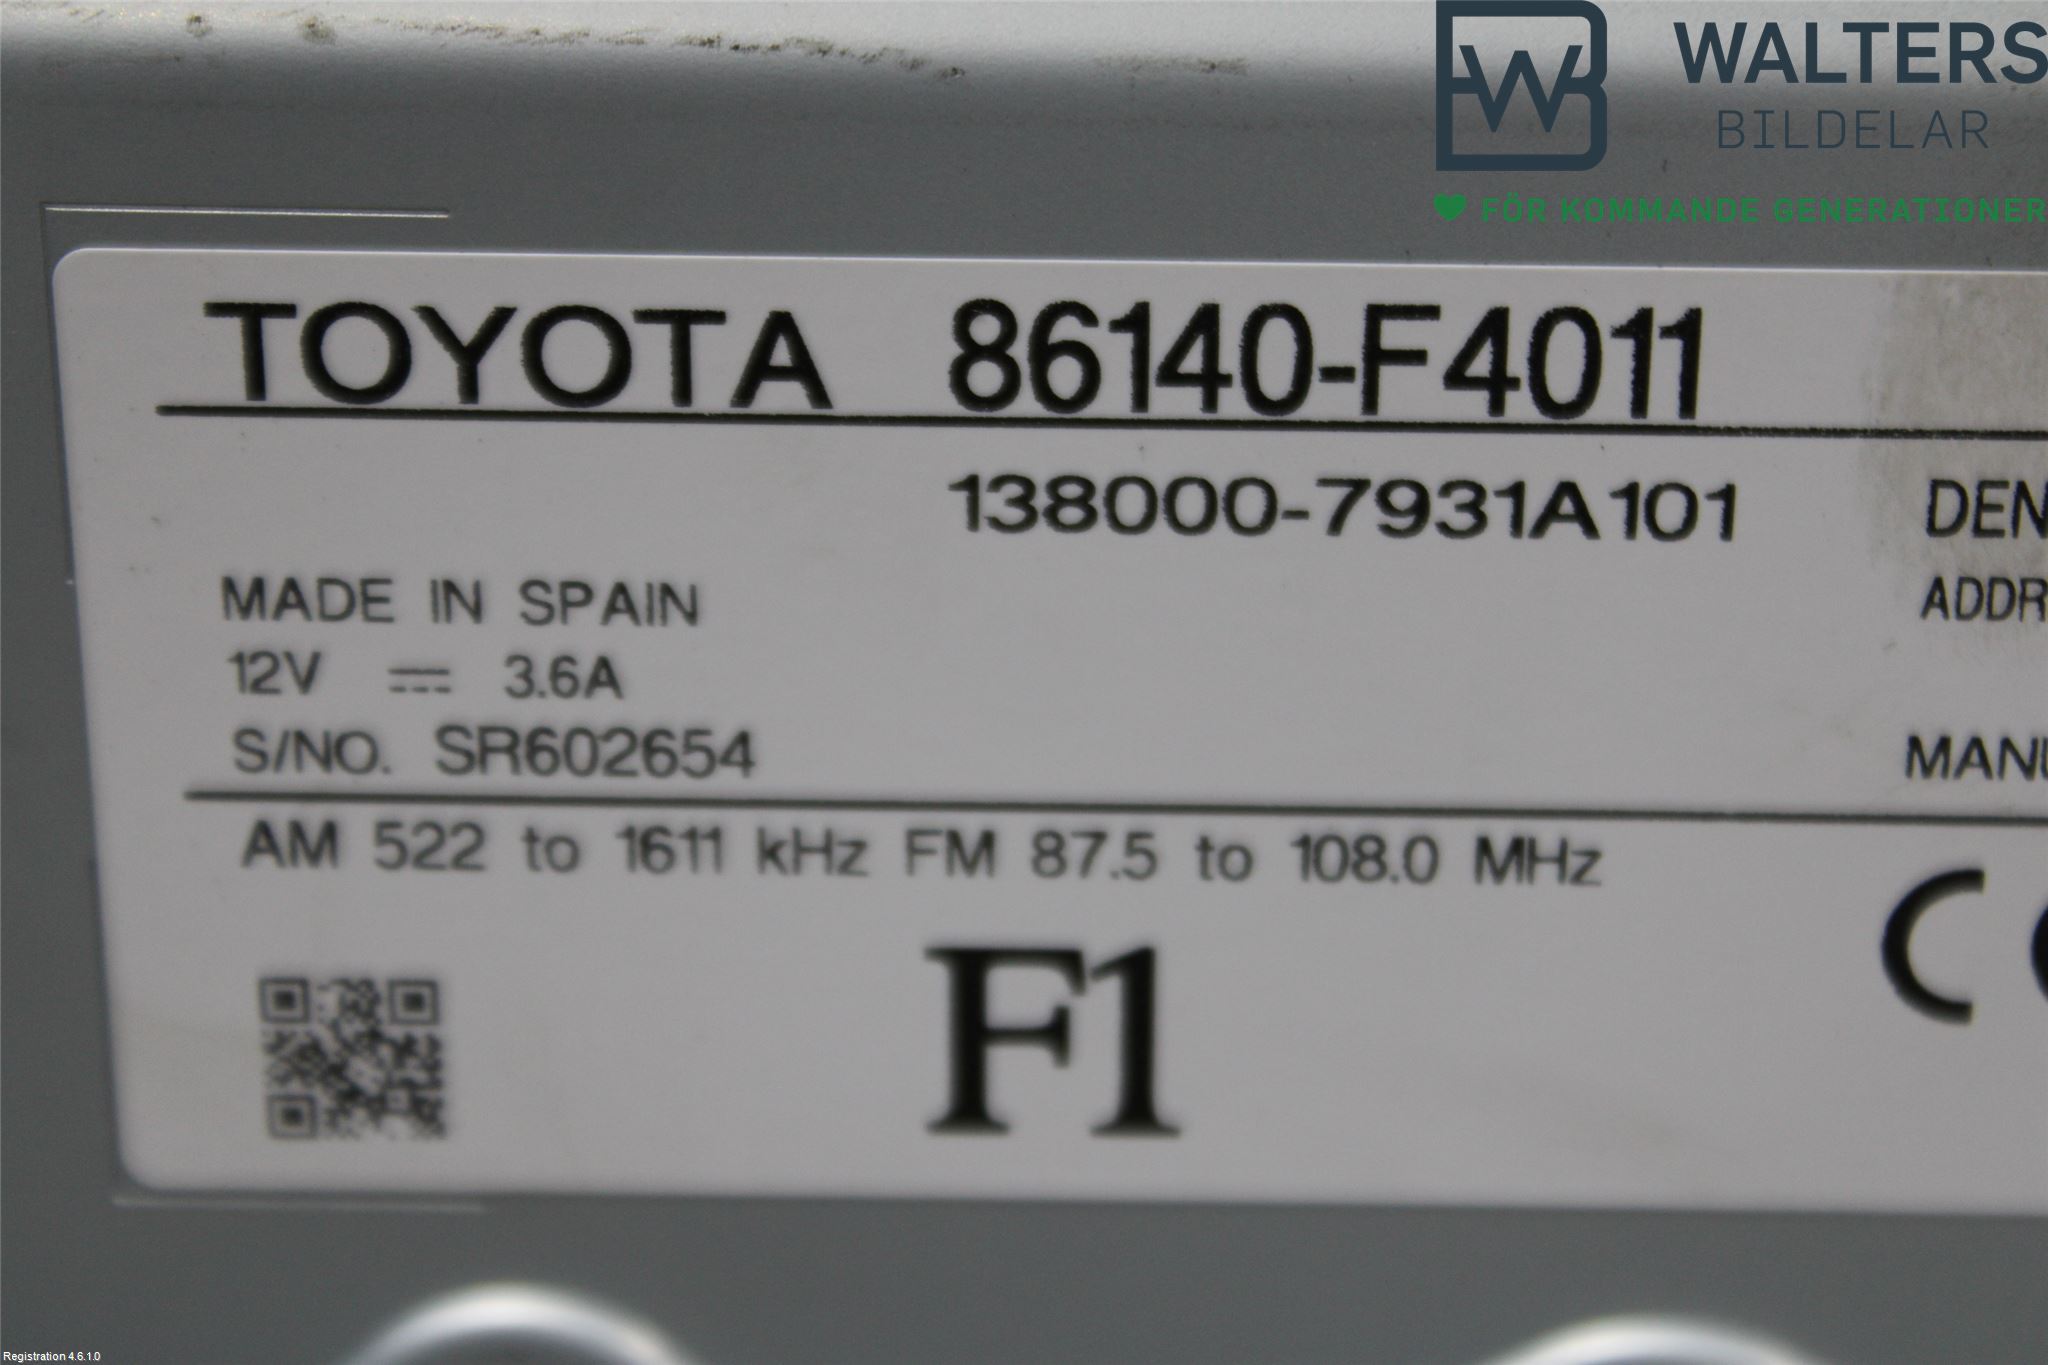 WALTERS
BILDELAR
FÖR KOMMANDE GENERATIONER
TOYOTA 86140-F4011
138000-7931A101 DEN
MADE IN SPAIN ADDR
12V 3.6A
S/NO. SR602654 MANU
AM 522 to 1611 kHz FM 87.5 to 108.0 MHz
F1 CE
Registration 4.6.1.0